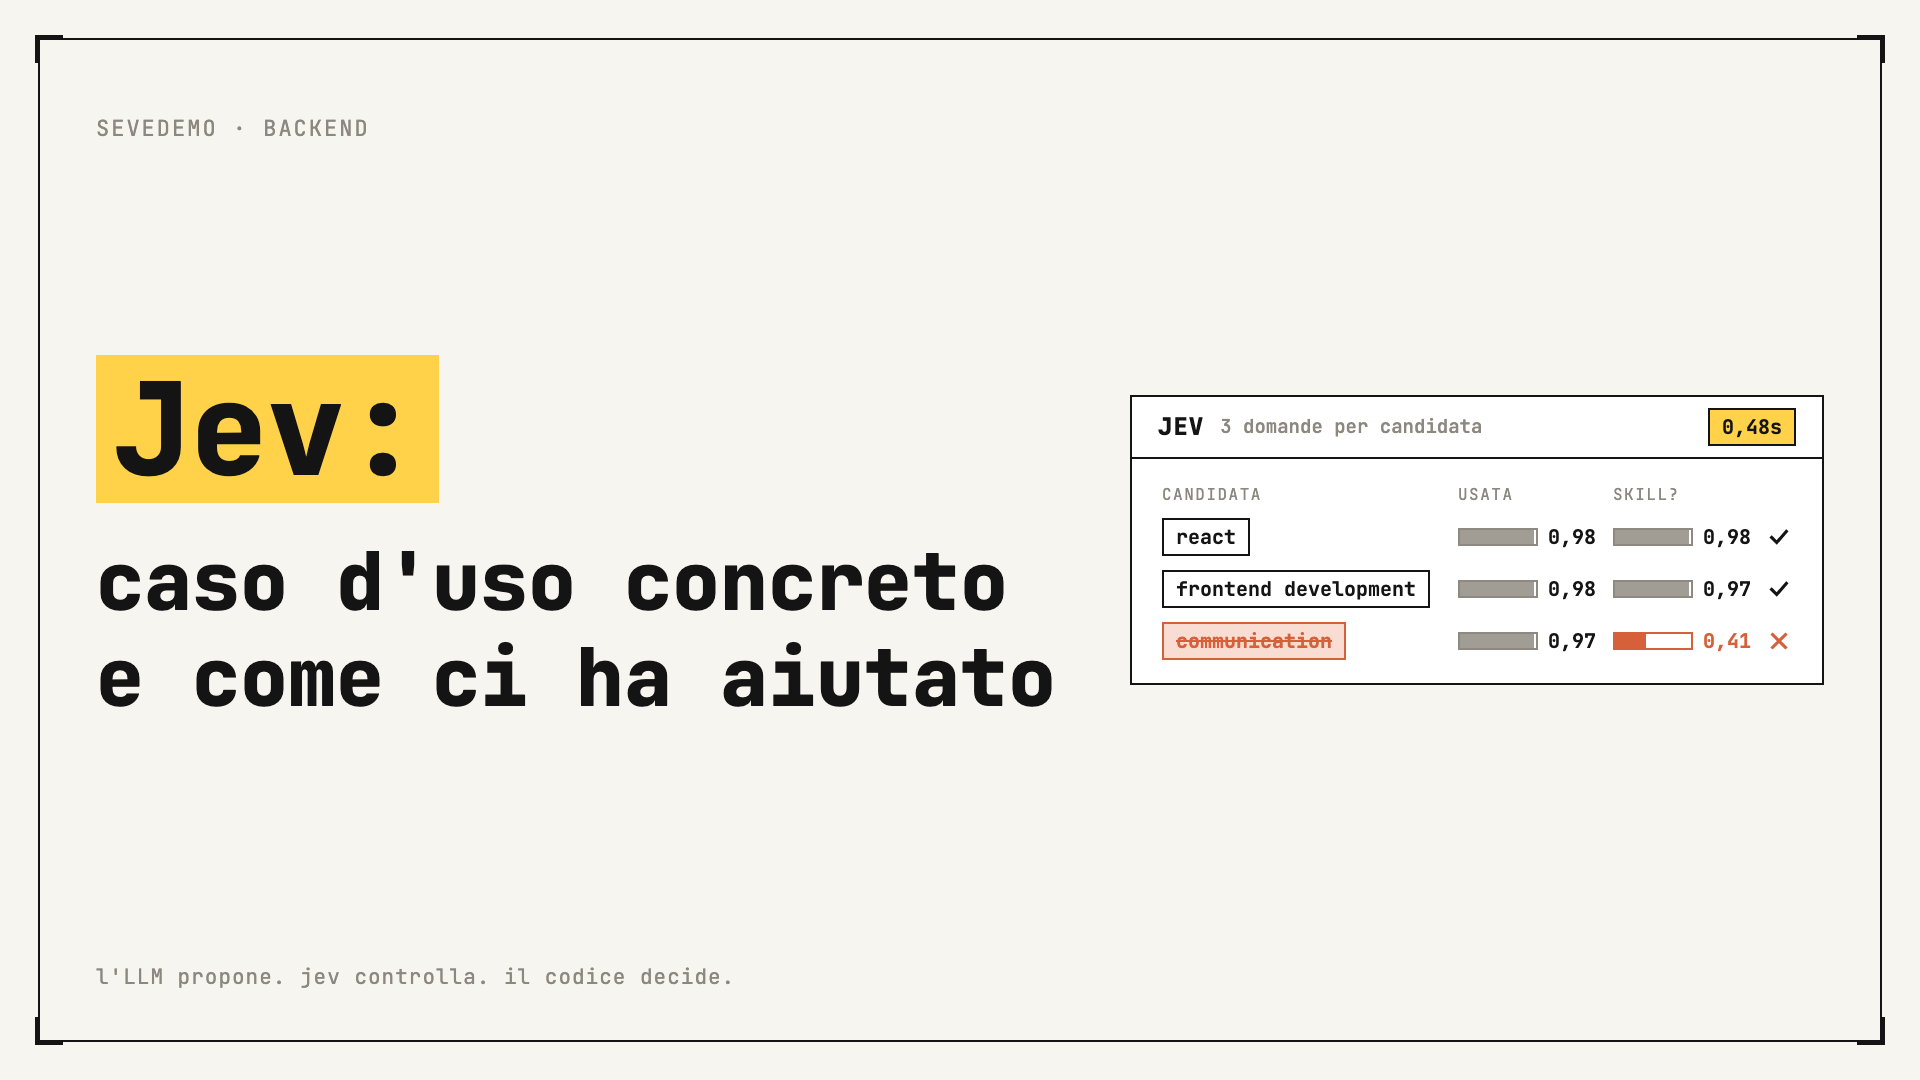 SEVEDEMO · BACKEND
Jev:
caso d'uso concreto
e come ci ha aiutato
JEV 3 domande per candidata 0,48s
CANDIDATA USATA SKILL?
react 0,98 0,98
frontend development 0,98 0,97
communication 0,97 0,41
l'LLM propone. jev controlla. il codice decide.